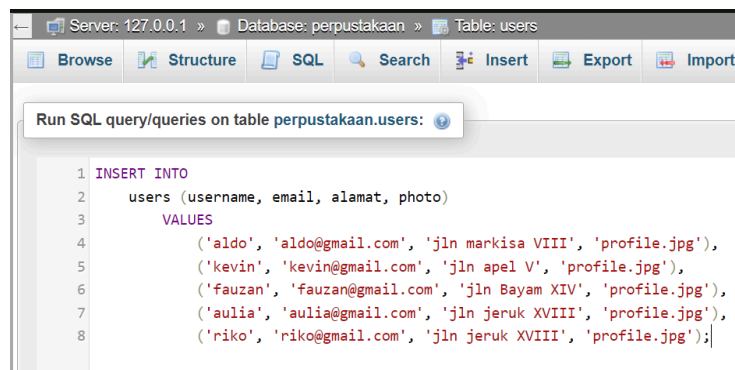 ← Server: 127.0.0.1 » Database: perpustakaan » Table: users
Browse Structure SQL Search Insert Export Import
Run SQL query/queries on table perpustakaan.users:
1 INSERT INTO
2 users (username, email, alamat, photo)
3 VALUES
4 ('aldo', 'aldo@gmail.com', 'jln markisa VIII', 'profile.jpg'),
5 ('kevin', 'kevin@gmail.com', 'jln apel V', 'profile.jpg'),
6 ('fauzan', 'fauzan@gmail.com', 'jln Bayam XIV', 'profile.jpg'),
7 ('aulia', 'aulia@gmail.com', 'jln jeruk XVIII', 'profile.jpg'),
8 ('riko', 'riko@gmail.com', 'jln jeruk XVIII', 'profile.jpg');